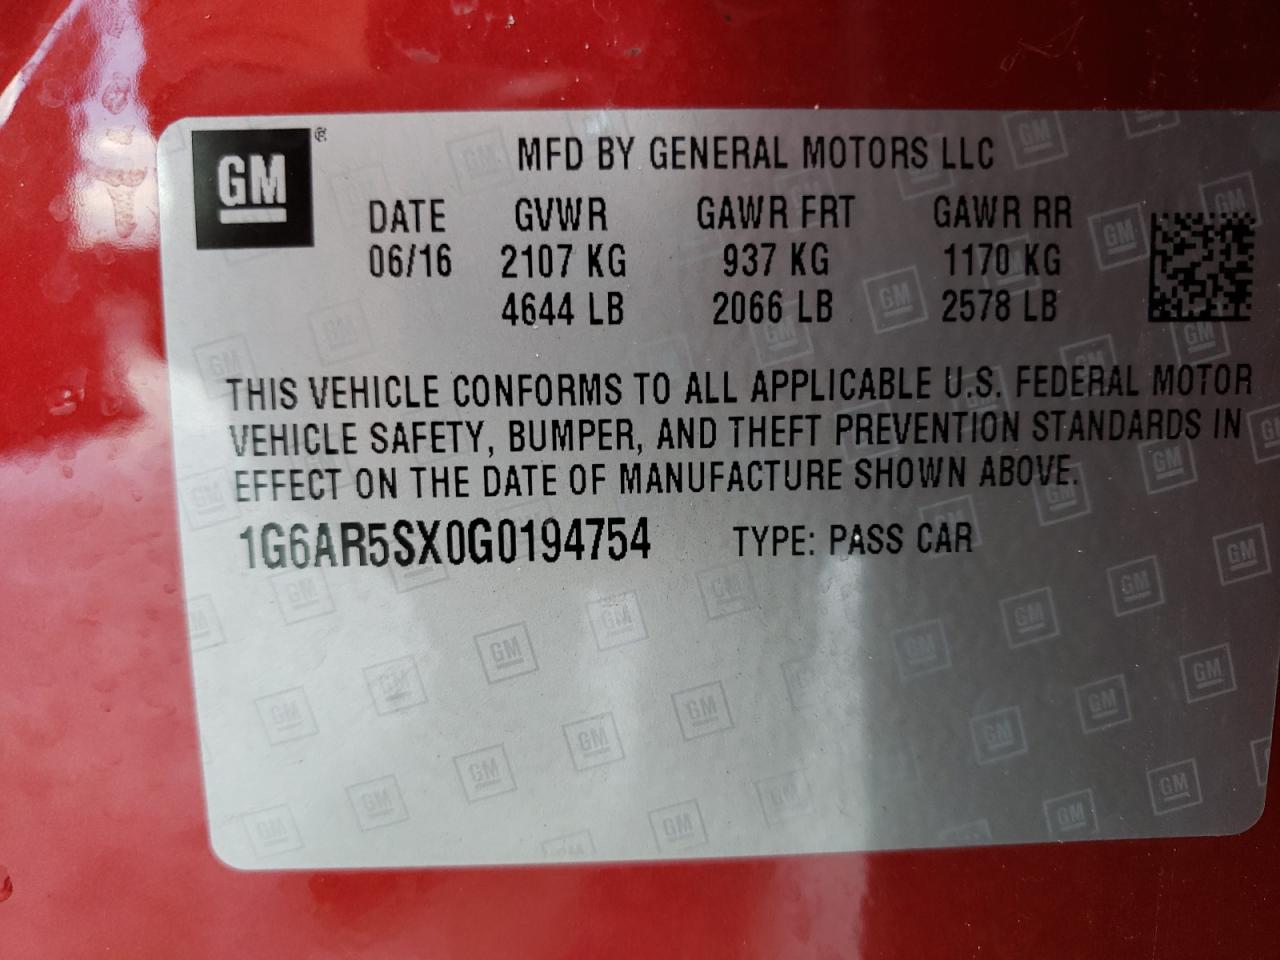 GM®
MFD BY GENERAL MOTORS LLC
DATE GVWR GAWR FRT GAWR RR
06/16 2107 KG 937 KG 1170 KG
4644 LB 2066 LB 2578 LB
THIS VEHICLE CONFORMS TO ALL APPLICABLE U.S. FEDERAL MOTOR
VEHICLE SAFETY, BUMPER, AND THEFT PREVENTION STANDARDS IN
EFFECT ON THE DATE OF MANUFACTURE SHOWN ABOVE.
1G6AR5SX0G0194754 TYPE: PASS CAR